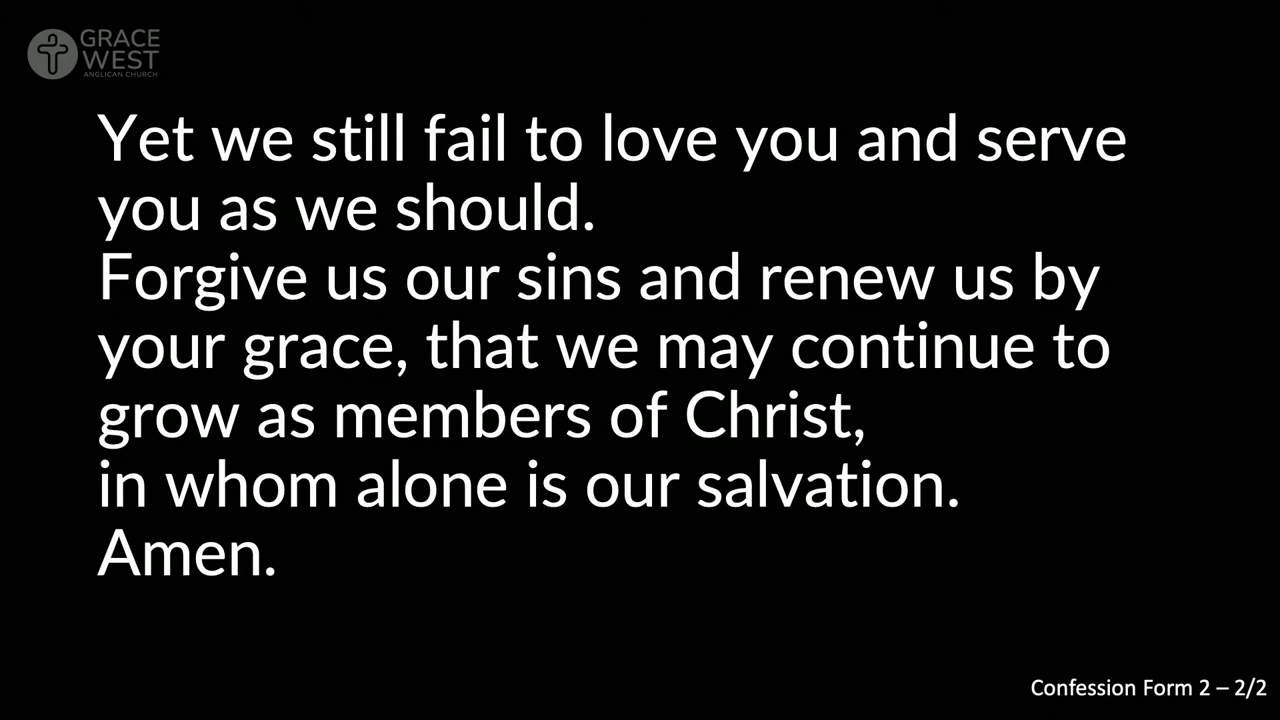 GRACE
WEST
ANGLICAN CHURCH
Yet we still fail to love you and serve
you as we should.
Forgive us our sins and renew us by
your grace, that we may continue to
grow as members of Christ,
in whom alone is our salvation.
Amen.
Confession Form 2 – 2/2